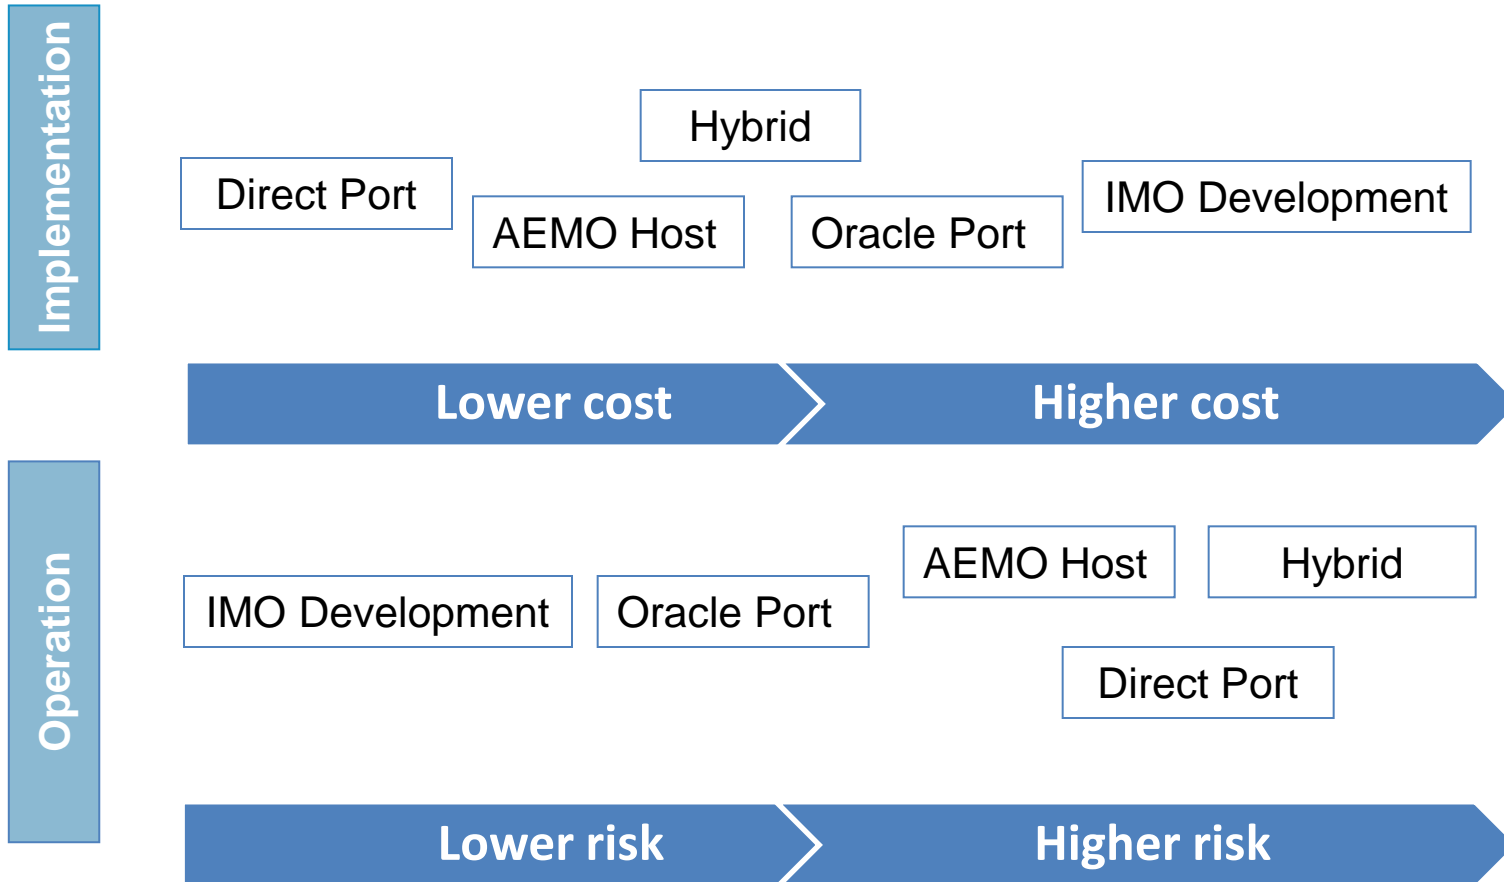 Implementation
Hybrid
Direct Port
IMO Development
AEMO Host
Oracle Port
Lower cost
Higher cost
Operation
AEMO Host
Hybrid
IMO Development
Oracle Port
Direct Port
Lower risk
Higher risk